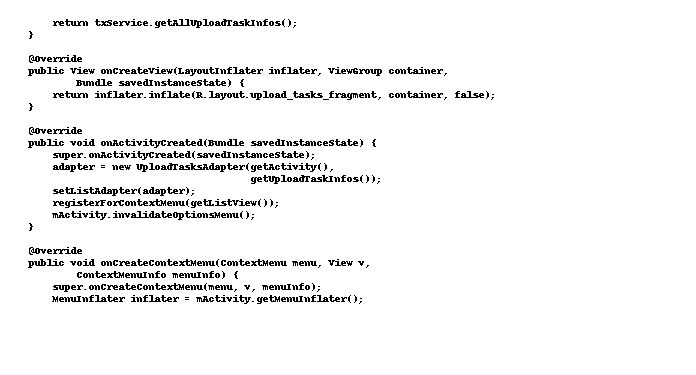 return txService.getAllUploadTaskInfos();
}
@Override
public View onCreateView(LayoutInflater inflater, ViewGroup container,
Bundle savedInstanceState) {
return inflater.inflate(R.layout.upload_tasks_fragment, container, false);
}
@Override
public void onActivityCreated(Bundle savedInstanceState) {
super.onActivityCreated(savedInstanceState);
adapter = new UploadTasksAdapter(getActivity(),
getUploadTaskInfos());
setListAdapter(adapter);
registerForContextMenu(getListView());
mActivity.invalidateOptionsMenu();
}
@Override
public void onCreateContextMenu(ContextMenu menu, View v,
ContextMenuInfo menuInfo) {
super.onCreateContextMenu(menu, v, menuInfo);
MenuInflater inflater = mActivity.getMenuInflater();